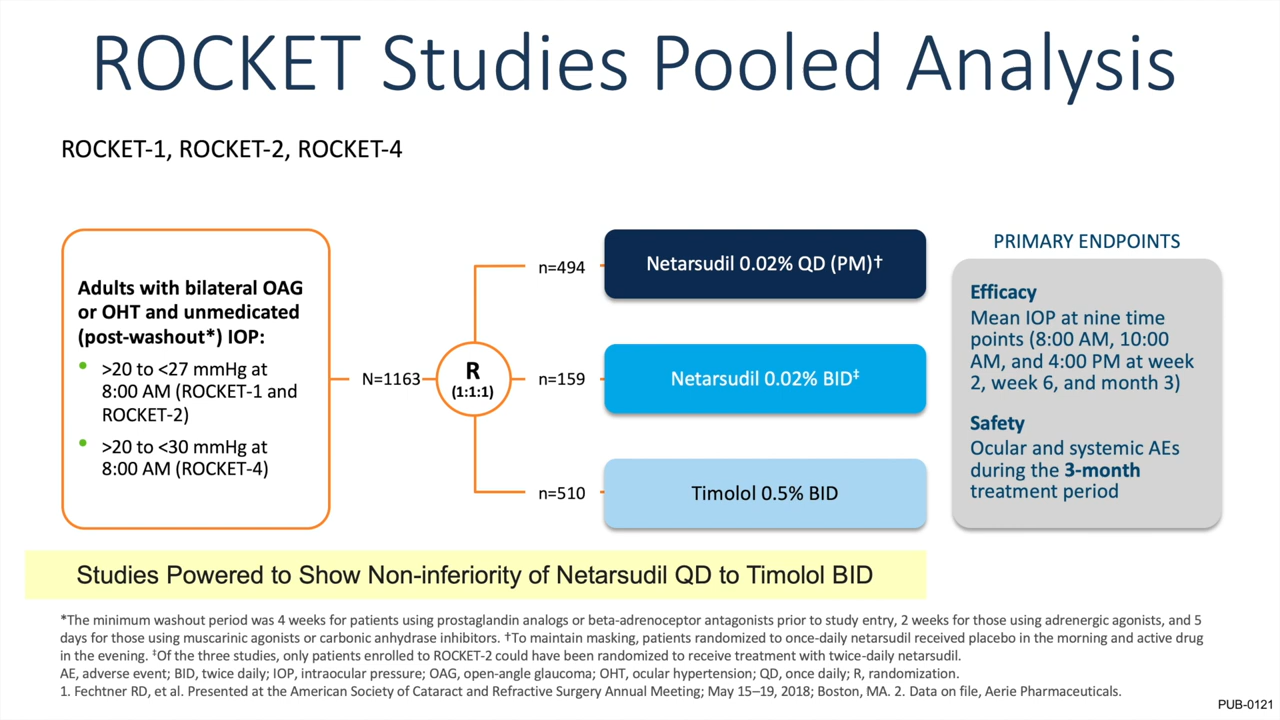 ROCKET Studies Pooled Analysis
ROCKET-1, ROCKET-2, ROCKET-4
Adults with bilateral OAG
or OHT and unmedicated
(post-washout*) IOP:
• >20 to <27 mmHg at
8:00 AM (ROCKET-1 and
ROCKET-2)
• >20 to <30 mmHg at
8:00 AM (ROCKET-4)
N=1163
R
(1:1:1)
n=494
Netarsudil 0.02% QD (PM)†
n=159
Netarsudil 0.02% BID‡
n=510
Timolol 0.5% BID
PRIMARY ENDPOINTS
Efficacy
Mean IOP at nine time
points (8:00 AM, 10:00
AM, and 4:00 PM at week
2, week 6, and month 3)
Safety
Ocular and systemic AEs
during the 3-month
treatment period
Studies Powered to Show Non-inferiority of Netarsudil QD to Timolol BID
*The minimum washout period was 4 weeks for patients using prostaglandin analogs or beta-adrenoceptor antagonists prior to study entry, 2 weeks for those using adrenergic agonists, and 5
days for those using muscarinic agonists or carbonic anhydrase inhibitors. †To maintain masking, patients randomized to once-daily netarsudil received placebo in the morning and active drug
in the evening. ‡Of the three studies, only patients enrolled to ROCKET-2 could have been randomized to receive treatment with twice-daily netarsudil.
AE, adverse event; BID, twice daily; IOP, intraocular pressure; OAG, open-angle glaucoma; OHT, ocular hypertension; QD, once daily; R, randomization.
1. Fechtner RD, et al. Presented at the American Society of Cataract and Refractive Surgery Annual Meeting; May 15–19, 2018; Boston, MA. 2. Data on file, Aerie Pharmaceuticals.
PUB-0121